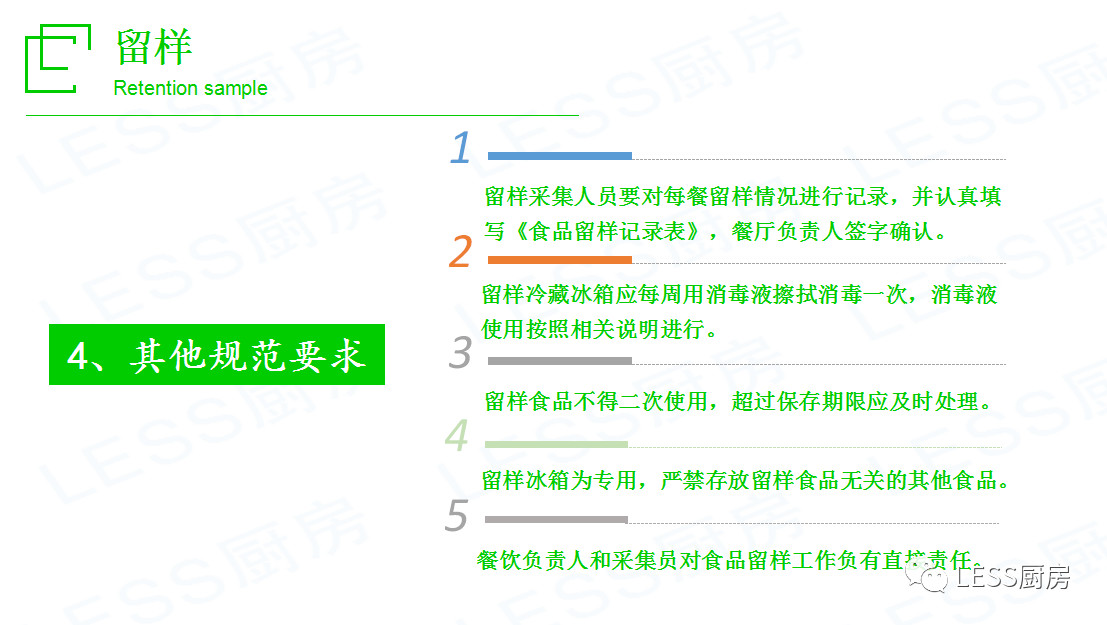 留样
Retention sample
4、其他规范要求
1
留样采集人员要对每餐留样情况进行记录，并认真填
写《食品留样记录表》，餐厅负责人签字确认。
2
留样冷藏冰箱应每周用消毒液擦拭消毒一次，消毒液
使用按照相关说明进行。
3
留样食品不得二次使用，超过保存期限应及时处理。
4
留样冰箱为专用，严禁存放留样食品无关的其他食品。
5
餐饮负责人和采集员对食品留样工作负有直接责任。
LESS厨房